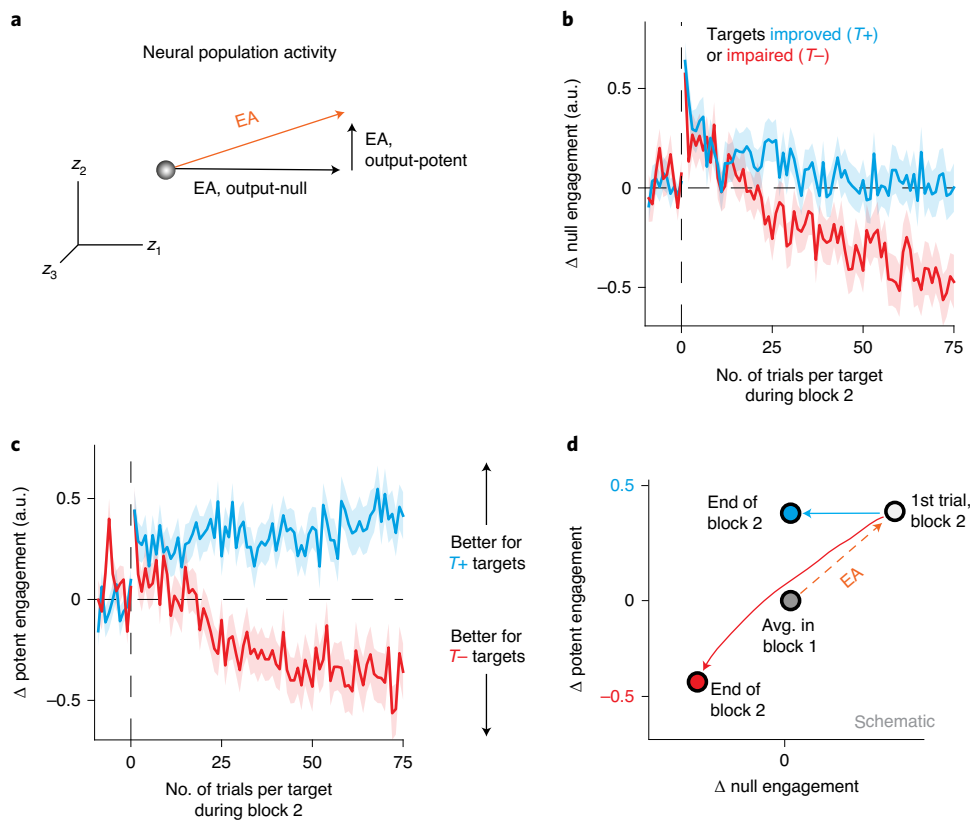 a
Neural population activity
EA
EA,
output-potent
EA, output-null
z2
z1
z3
b
Targets improved (T+)
or impaired (T–)
Δ null engagement (a.u.)
0.5
0
–0.5
0
25
50
75
No. of trials per target
during block 2
c
Δ potent engagement (a.u.)
0.5
0
–0.5
0
25
50
75
No. of trials per target
during block 2
Better for
T+ targets
Better for
T– targets
d
Δ potent engagement
0.5
0
–0.5
End of
block 2
1st trial,
block 2
EA
Avg. in
block 1
End of
block 2
Schematic
0
Δ null engagement